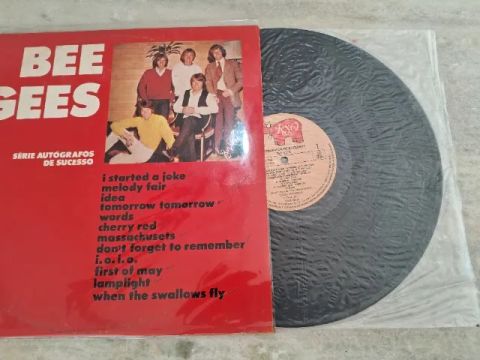 BEE
GEES
SÉRIE AUTÓGRAFOS
DE SUCESSO
i started a joke
melody fair
idea
tomorrow tomorrow
words
cherry red
massachusets
don't forget to remember
i.o.i.o.
first of may
lamplight
when the swallows fly
RSO